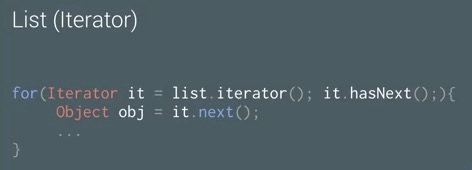 List (Iterator)
for(Iterator it = list.iterator(); it.hasNext();){
Object obj = it.next();
...
}